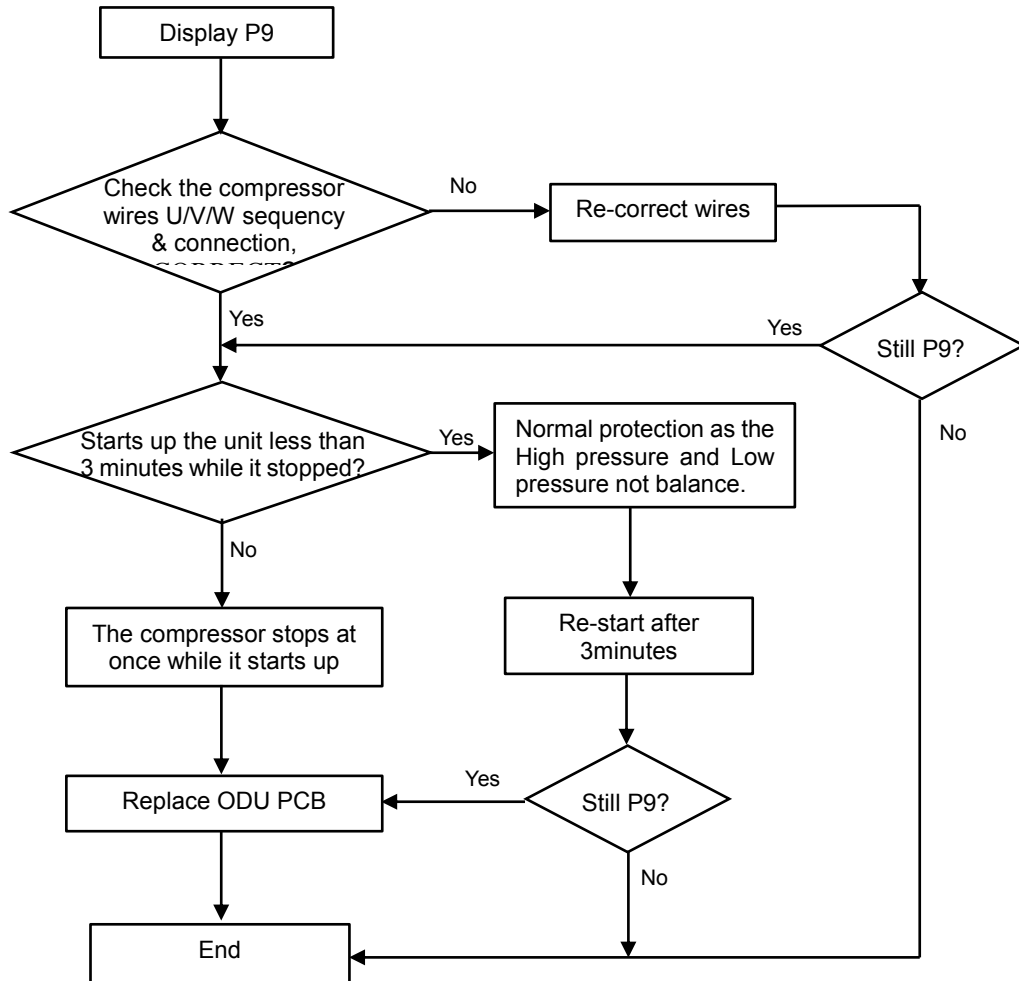 Display P9
Check the compressor
wires U/V/W sequency
& connection,
No
Re-correct wires
Yes
Yes
Still P9?
No
Starts up the unit less than
3 minutes while it stopped?
Yes
Normal protection as the
High pressure and Low
pressure not balance.
No
The compressor stops at
once while it starts up
Re-start after
3minutes
Replace ODU PCB
Yes
Still P9?
No
End